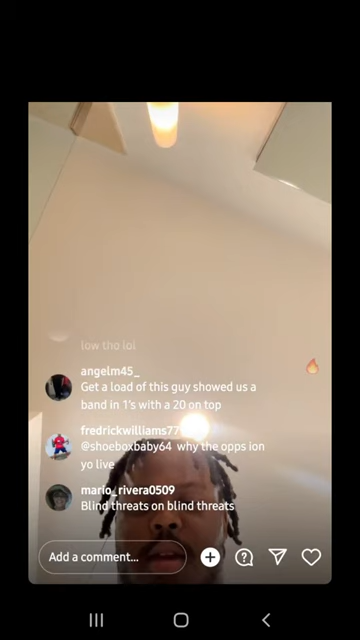 low tho lol
angelm45_
Get a load of this guy showed us a
band in 1's with a 20 on top
fredrickwilliams77
@shoeboxbaby64 why the opps ion
yo live
mario_rivera0509
Blind threats on blind threats
Add a comment...